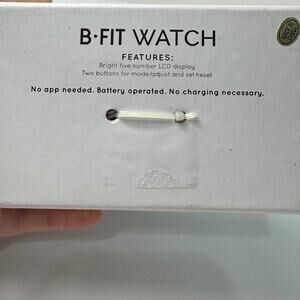 B·FIT WATCH
FEATURES:
Bright five number LCD display
Two buttons for mode/adjust and set/reset
No app needed. Battery operated. No charging necessary.